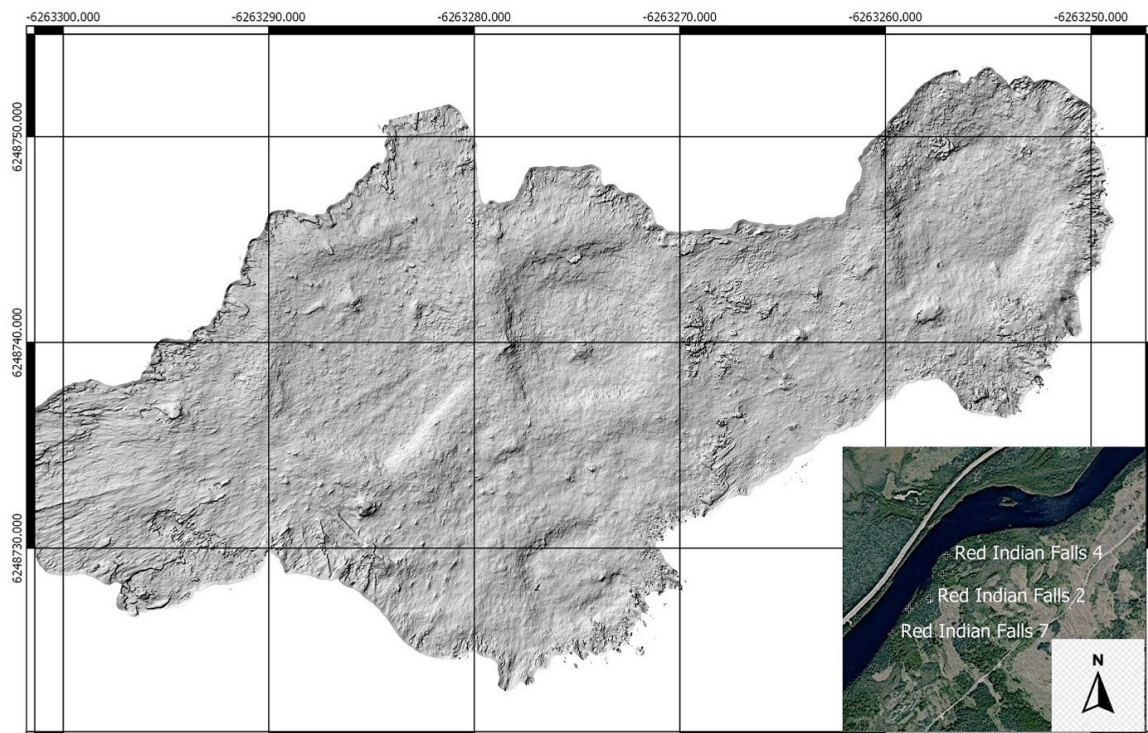 -6263300.000 -6263290.000 -6263280.000 -6263270.000 -6263260.000 -6263250.000
6248750.000
6248740.000
6248730.000
Red Indian Falls 4
Red Indian Falls 2
Red Indian Falls 7
N